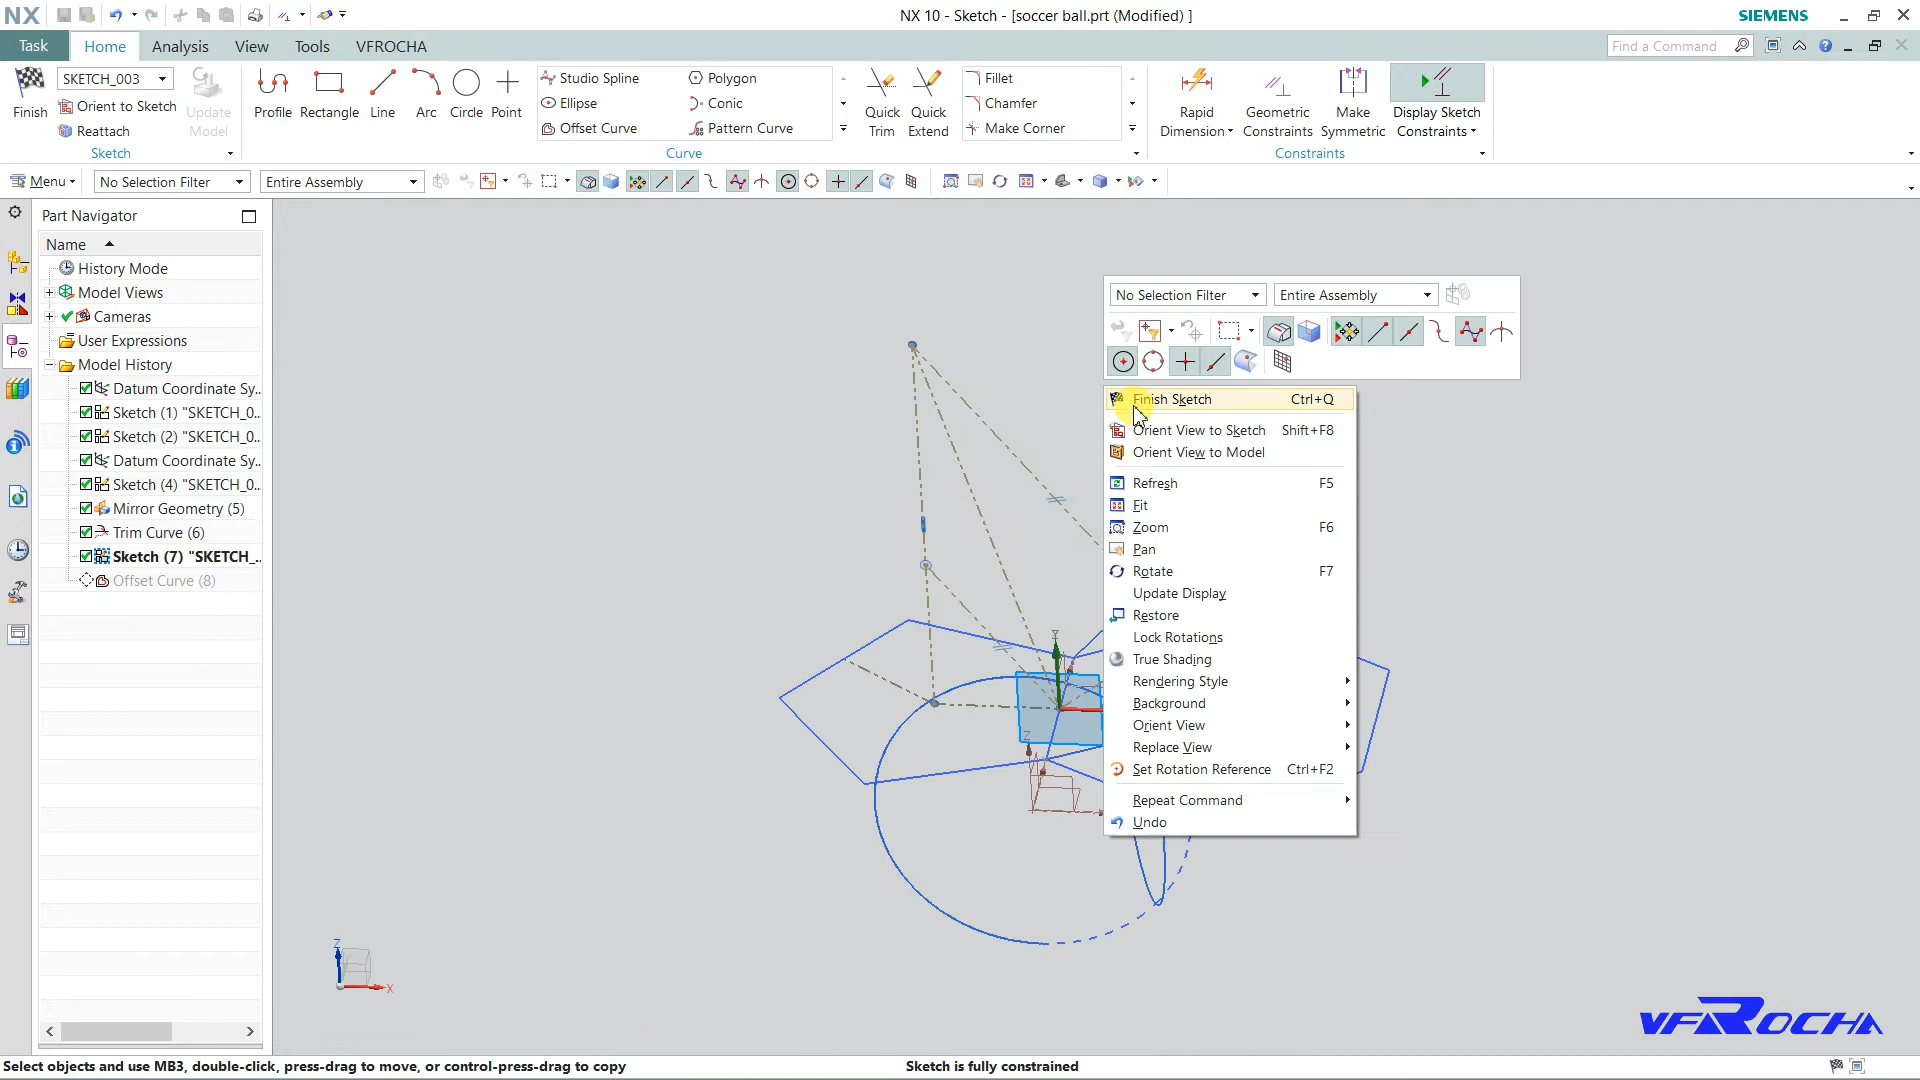 NX
NX 10 - Sketch - [soccer ball.prt (Modified) ]
SIEMENS
Task
Home
Analysis
View
Tools
VFROCHA
Find a Command
Finish
SKETCH_003
Orient to Sketch
Reattach
Update
Model
Sketch
Profile
Rectangle
Line
Arc
Circle
Point
Studio Spline
Ellipse
Offset Curve
Polygon
Conic
Pattern Curve
Curve
Quick
Trim
Quick
Extend
Fillet
Chamfer
Make Corner
Rapid
Dimension
Geometric
Constraints
Make
Symmetric
Display Sketch
Constraints
Constraints
Menu
No Selection Filter
Entire Assembly
Part Navigator
Name
History Mode
Model Views
Cameras
User Expressions
Model History
Datum Coordinate Sy..
Sketch (1) "SKETCH_0..
Sketch (2) "SKETCH_0..
Datum Coordinate Sy..
Sketch (4) "SKETCH_0..
Mirror Geometry (5)
Trim Curve (6)
Sketch (7) "SKETCH_..
Offset Curve (8)
No Selection Filter
Entire Assembly
Finish Sketch Ctrl+Q
Orient View to Sketch Shift+F8
Orient View to Model
Refresh F5
Fit
Zoom F6
Pan
Rotate F7
Update Display
Restore
Lock Rotations
True Shading
Rendering Style
Background
Orient View
Replace View
Set Rotation Reference Ctrl+F2
Repeat Command
Undo
Y
Z
Z
X
VFAROCHA
Select objects and use MB3, double-click, press-drag to move, or control-press-drag to copy
Sketch is fully constrained